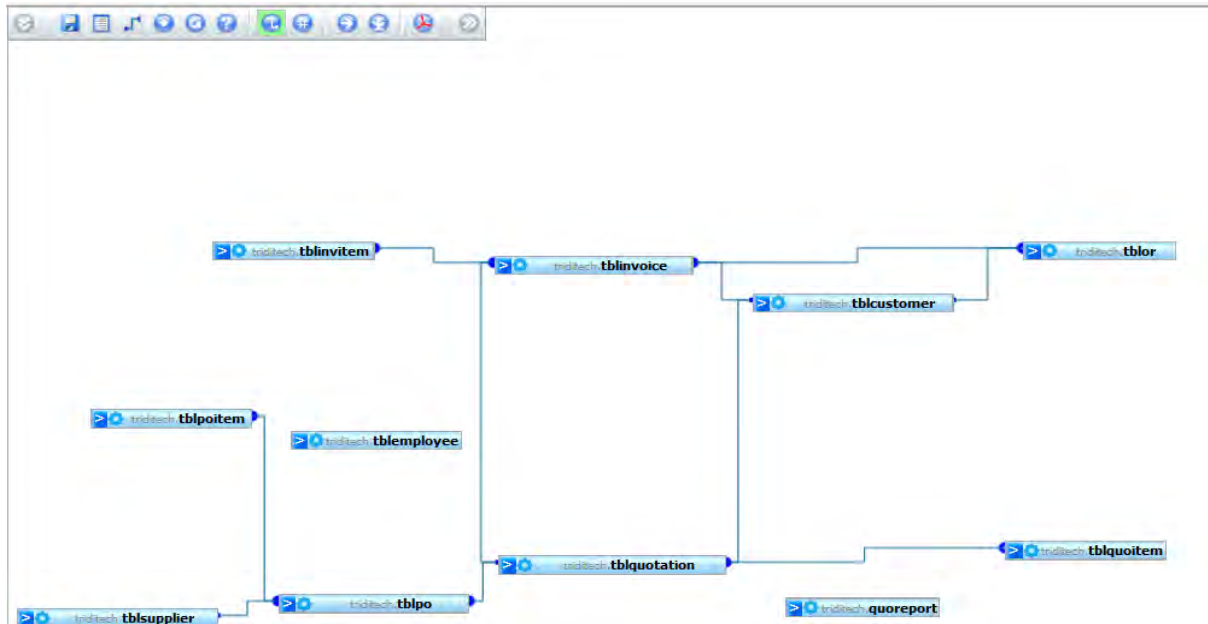 triditech.tblinvitem
triditech.tblor
triditech.tblinvoice
triditech.tblcustomer
triditech.tblpoitem
triditech.tblemployee
triditech.tblquoitem
triditech.tblquotation
triditech.tblpo
triditech.quoreport
triditech.tblsupplier